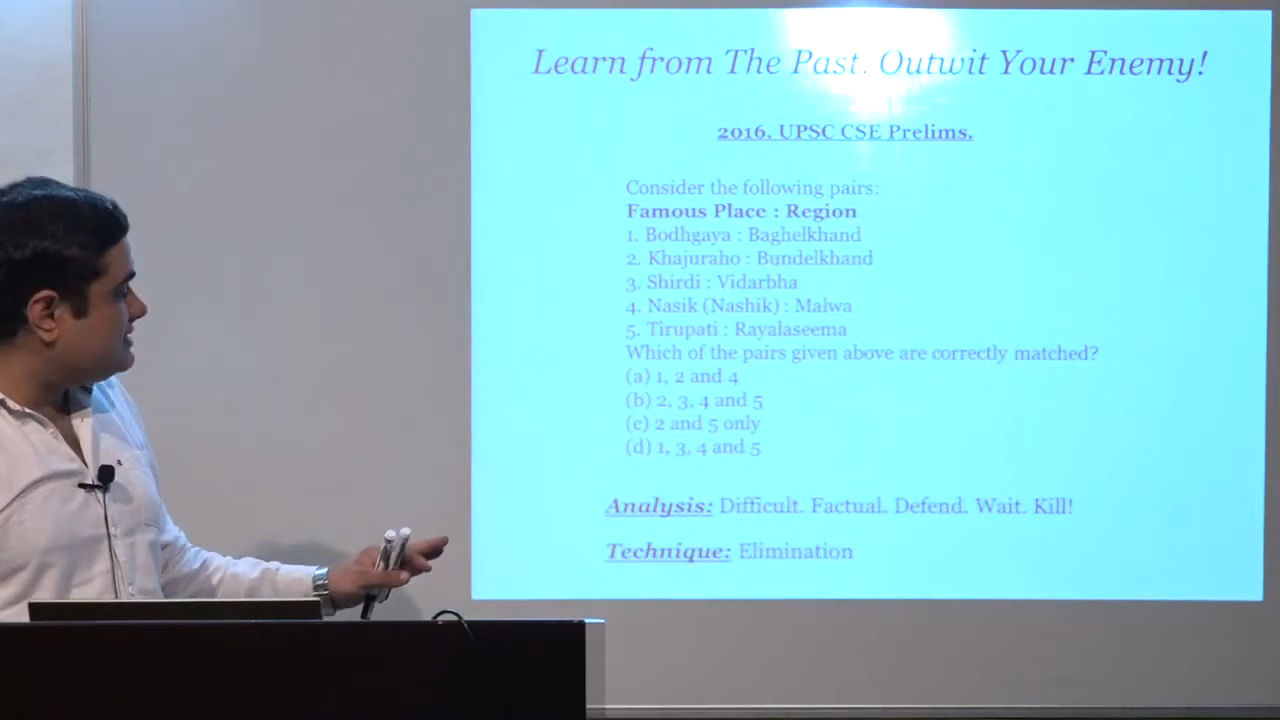 Learn from The Past. Outwit Your Enemy!
2016. UPSC CSE Prelims.
Consider the following pairs:
Famous Place : Region
1. Bodhgaya : Baghelkhand
2. Khajuraho : Bundelkhand
3. Shirdi : Vidarbha
4. Nasik (Nashik) : Malwa
5. Tirupati : Rayalaseema
Which of the pairs given above are correctly matched?
(a) 1, 2 and 4
(b) 2, 3, 4 and 5
(c) 2 and 5 only
(d) 1, 3, 4 and 5
Analysis: Difficult. Factual. Defend. Wait. Kill!
Technique: Elimination